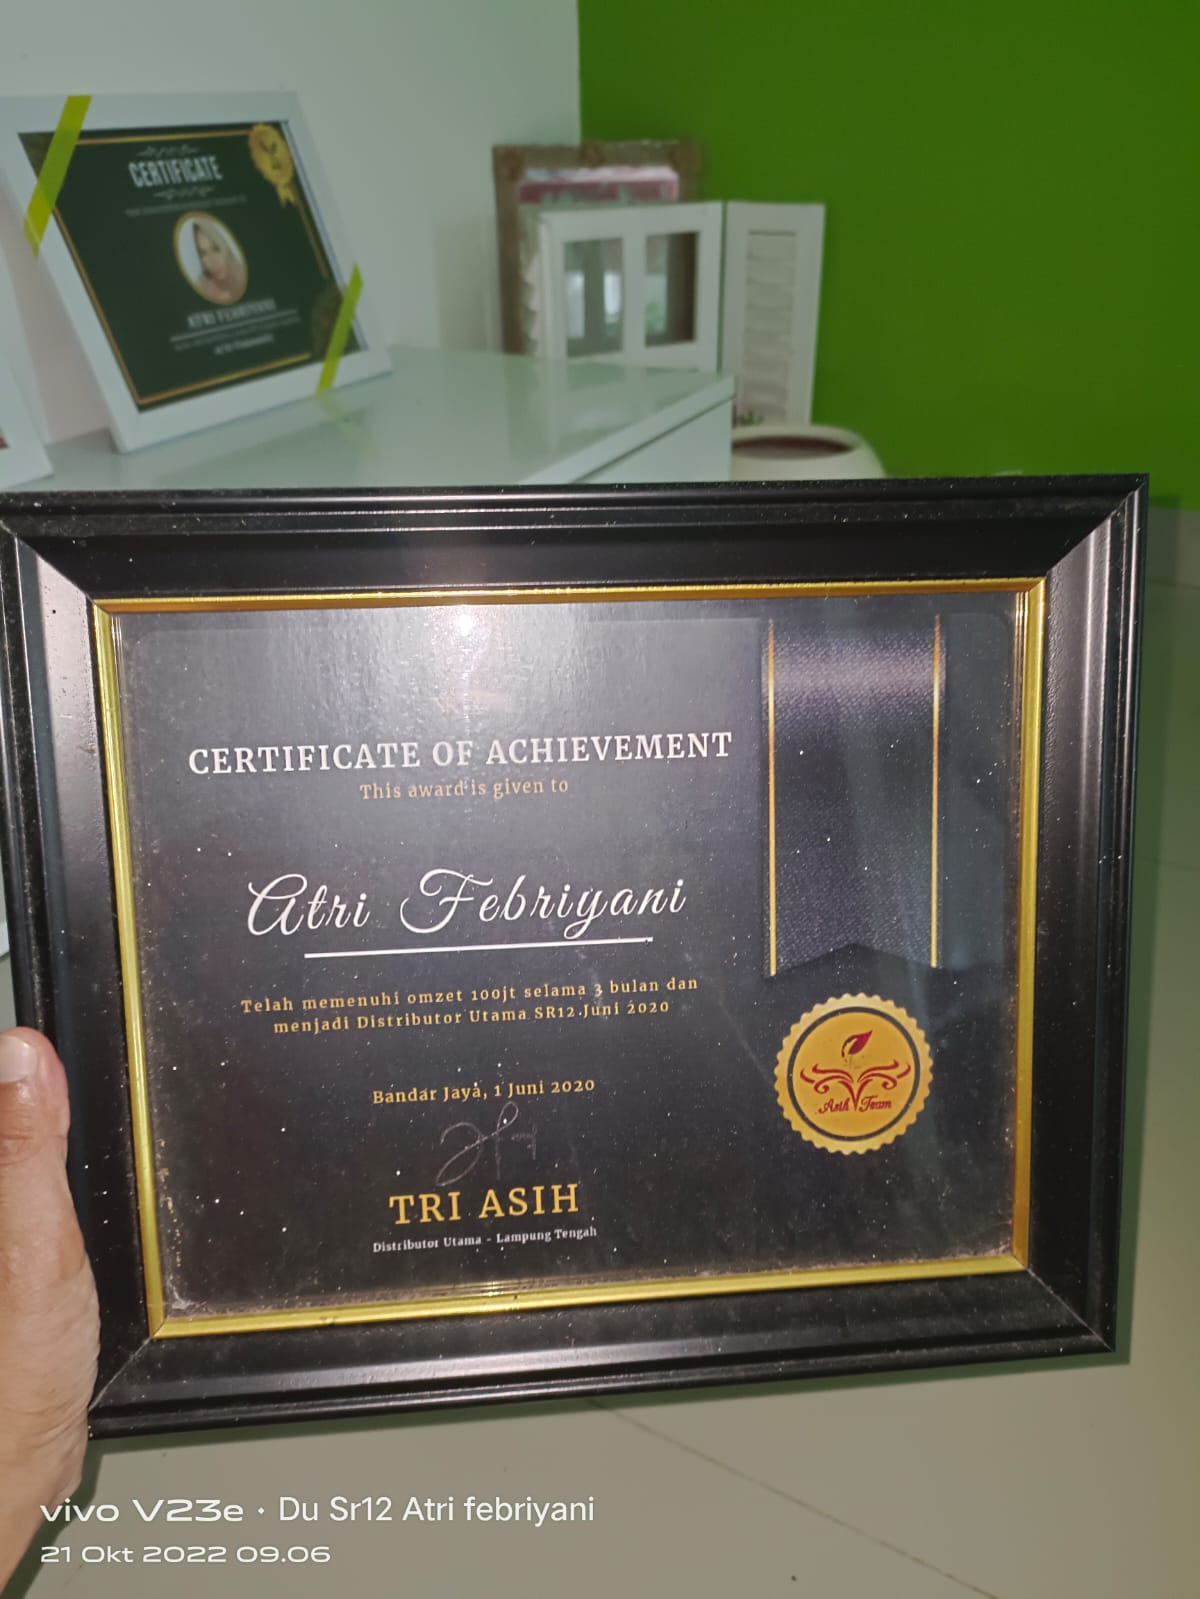 CERTIFICATE
ATRI FEBRIYANI
CERTIFICATE OF ACHIEVEMENT
This award is given to
Atri Febriyani
Telah memenuhi omzet 100jt selama 3 bulan dan
menjadi Distributor Utama SR12 Juni 2020
Bandar Jaya, 1 Juni 2020
TRI ASIH
Distributor Utama - Lampung Tengah
Asih Team
vivo V23e · Du Sr12 Atri febriyani
21 Okt 2022 09.06